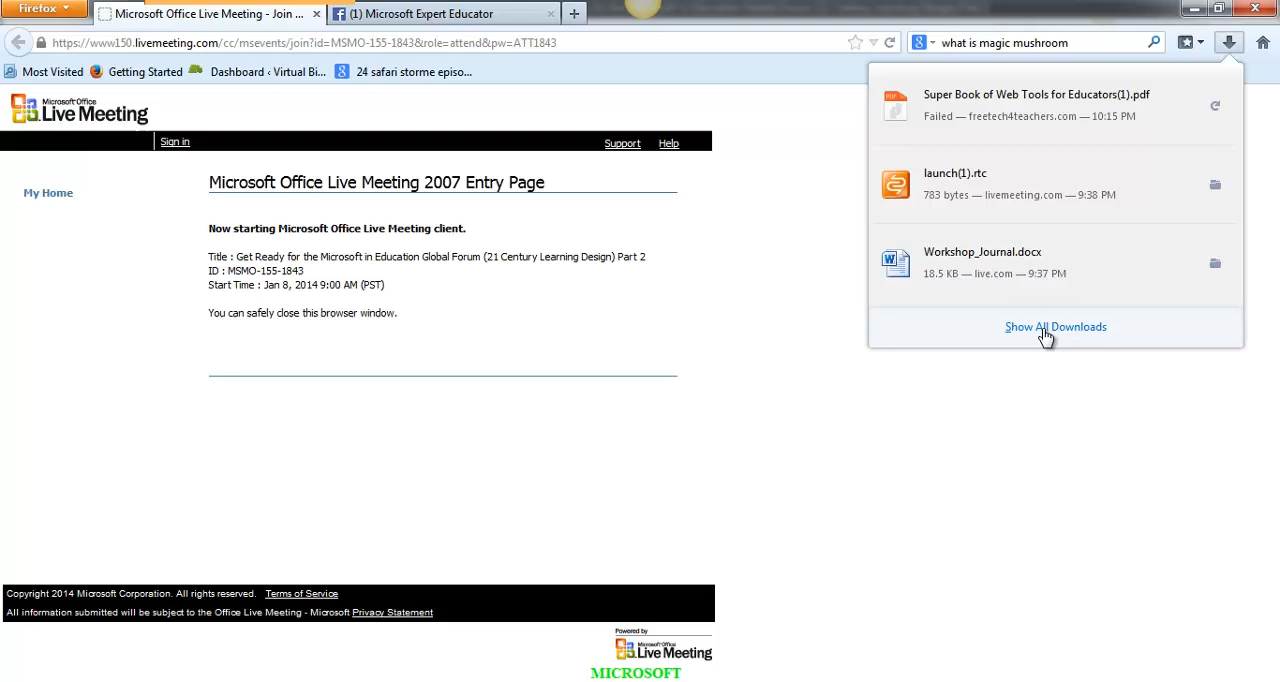 Firefox
Microsoft Office Live Meeting - Join ...
(1) Microsoft Expert Educator
https://www150.livemeeting.com/cc/msevents/join?id=MSMO-155-1843&role=attend&pw=ATT1843
what is magic mushroom
Most Visited
Getting Started
Dashboard ‹ Virtual Bi...
24 safari storme episo...
Super Book of Web Tools for Educators(1).pdf
Failed — freetech4teachers.com — 10:15 PM
launch(1).rtc
783 bytes — livemeeting.com — 9:38 PM
Workshop_Journal.docx
18.5 KB — live.com — 9:37 PM
Show All Downloads
Microsoft Office
Live Meeting
Sign in
Support
Help
My Home
Microsoft Office Live Meeting 2007 Entry Page
Now starting Microsoft Office Live Meeting client.
Title : Get Ready for the Microsoft in Education Global Forum (21 Century Learning Design) Part 2
ID : MSMO-155-1843
Start Time : Jan 8, 2014 9:00 AM (PST)
You can safely close this browser window.
Copyright 2014 Microsoft Corporation. All rights reserved. Terms of Service
All information submitted will be subject to the Office Live Meeting - Microsoft Privacy Statement
Powered by
Microsoft Office
Live Meeting
MICROSOFT